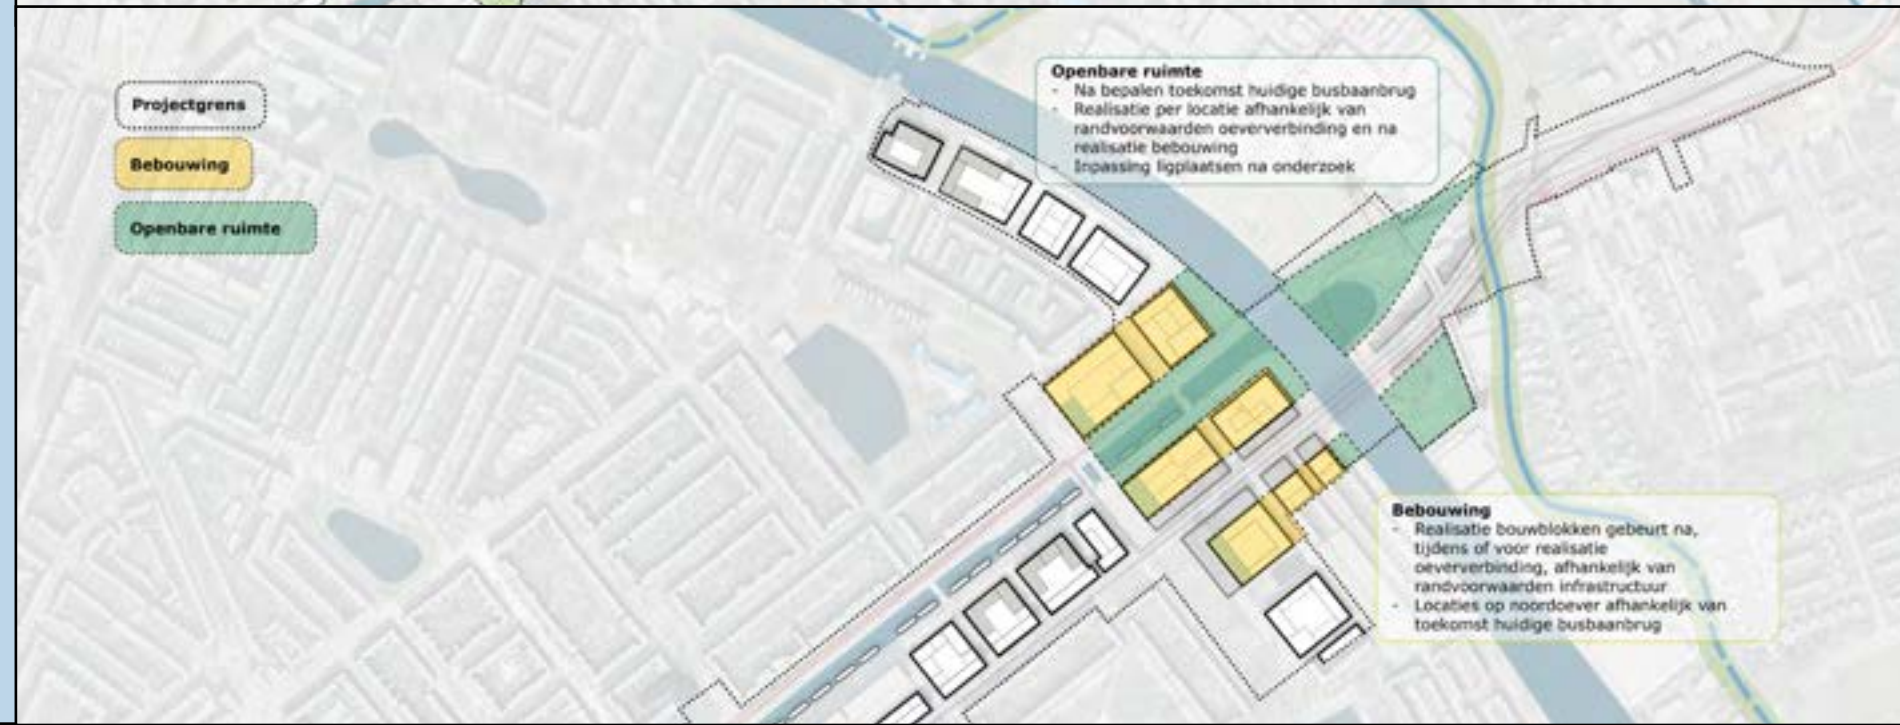 Projectgrens
Bebouwing
Openbare ruimte
Openbare ruimte
- Na bepalen toekomst huidige busbaanbrug
- Realisatie per locatie afhankelijk van
randvoorwaarden oeververbinding en na
realisatie bebouwing
- Inpassing ligplaatsen na onderzoek
Bebouwing
- Realisatie bouwblokken gebeurt na,
tijdens of voor realisatie
oeververbinding, afhankelijk van
randvoorwaarden infrastructuur
- Locaties op noordoever afhankelijk van
toekomst huidige busbaanbrug